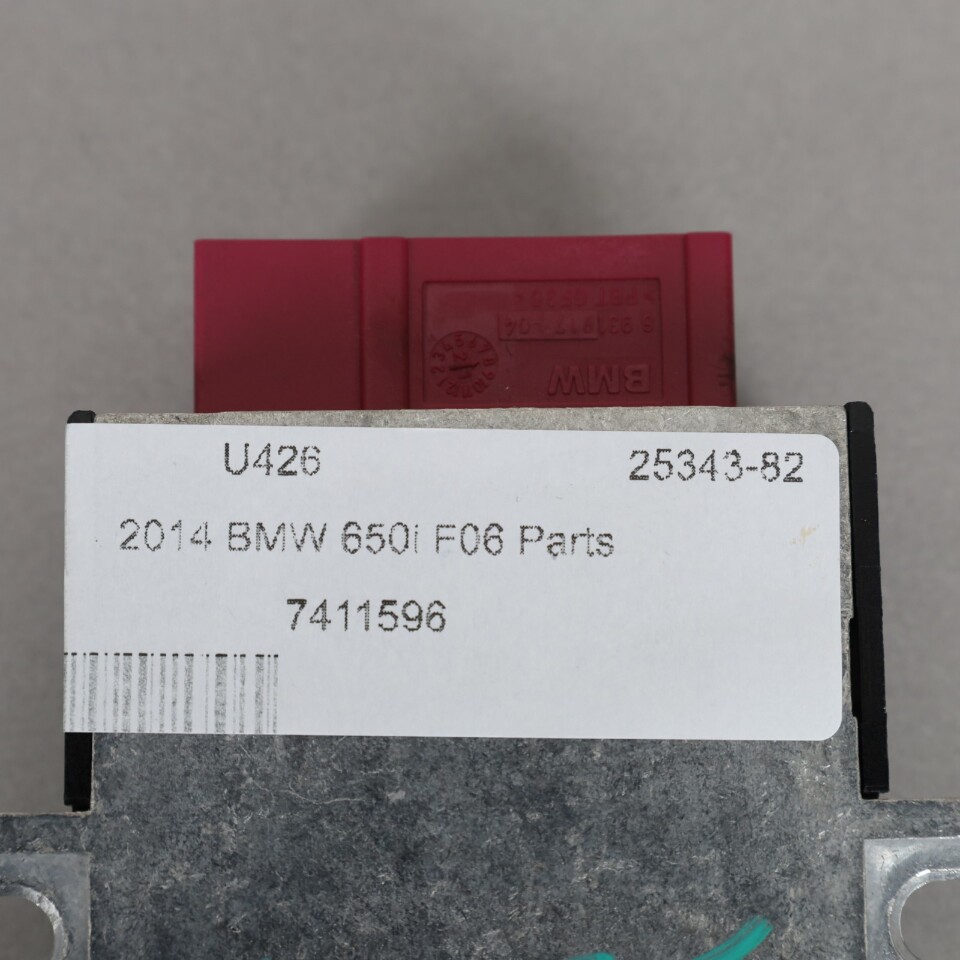 BMW
U426 25343-82
2014 BMW 650i F06 Parts
7411596